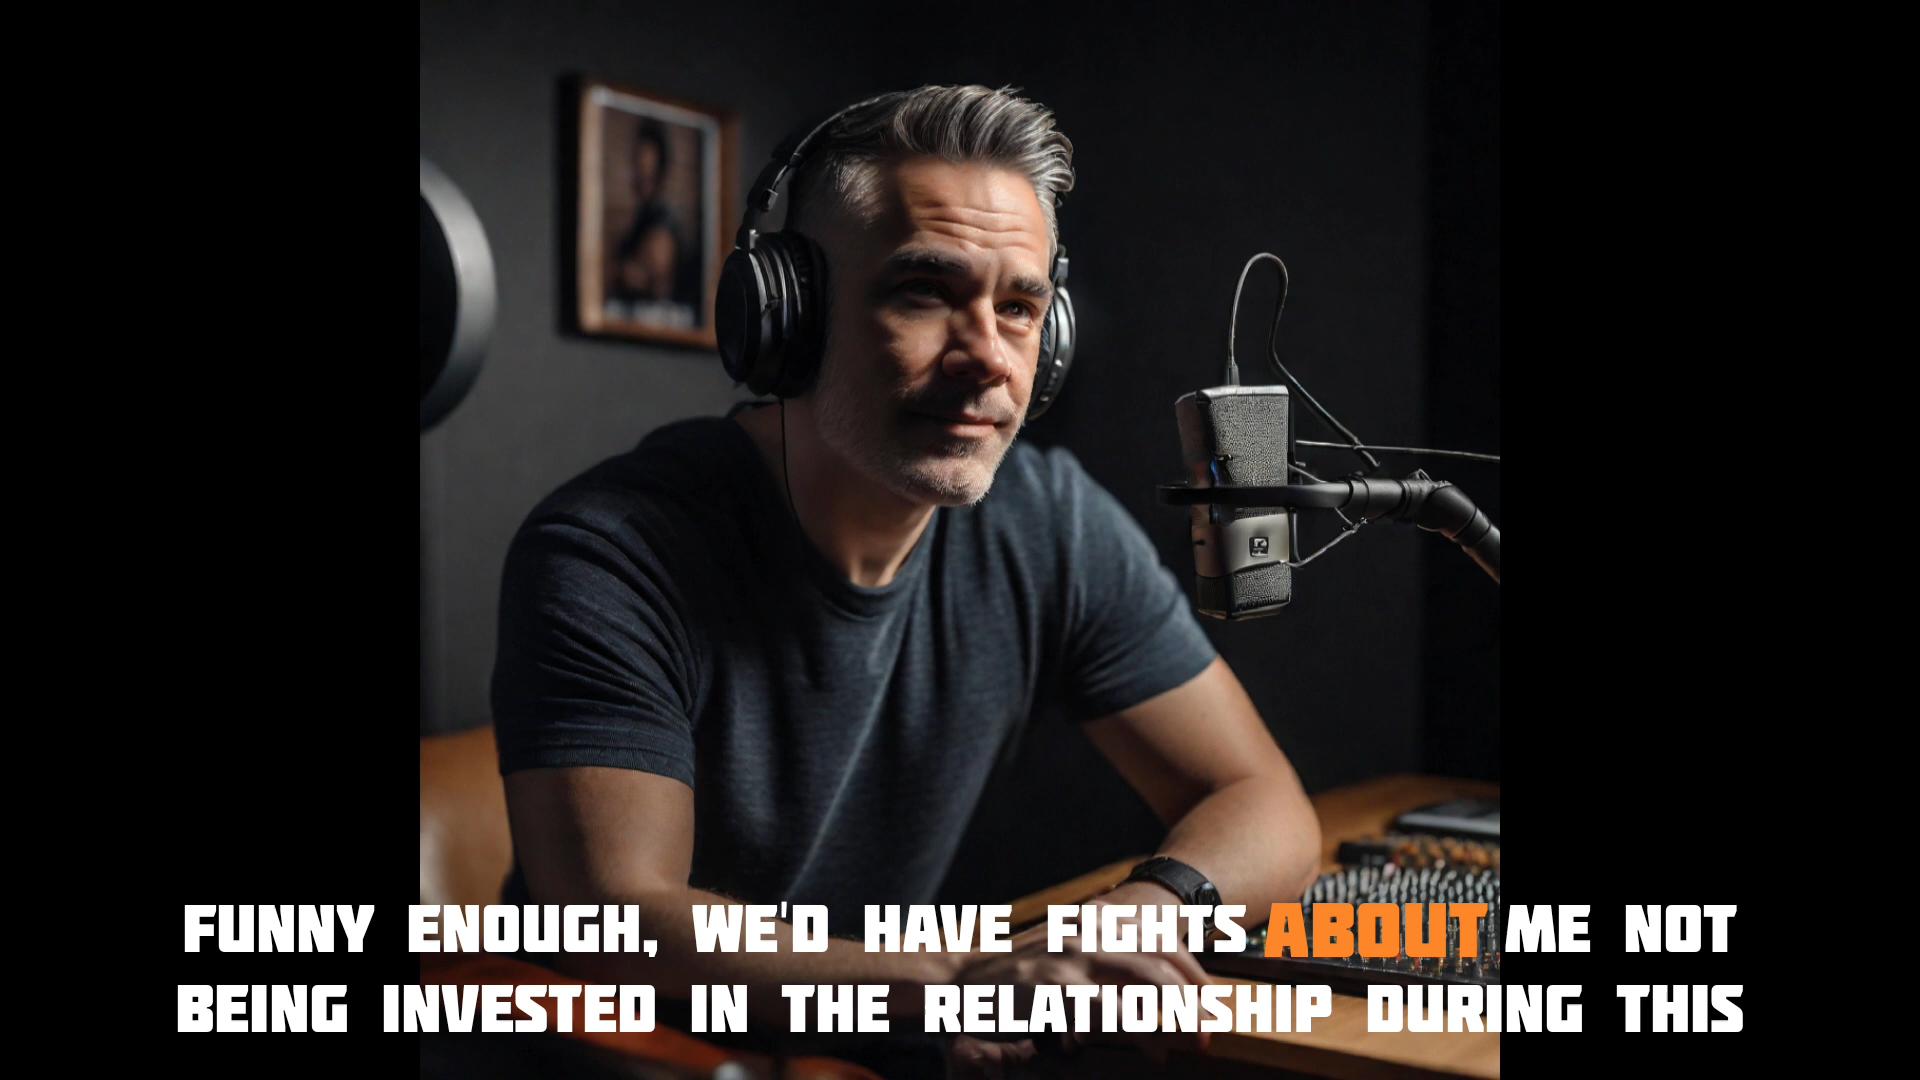 FUNNY ENOUGH, WE'D HAVE FIGHTS ABOUT ME NOT
BEING INVESTED IN THE RELATIONSHIP DURING THIS